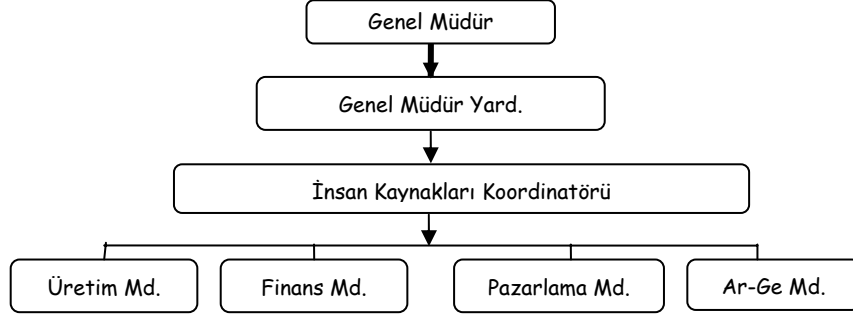 Genel Müdür
Genel Müdür Yard.
İnsan Kaynakları Koordinatörü
Üretim Md.
Finans Md.
Pazarlama Md.
Ar-Ge Md.